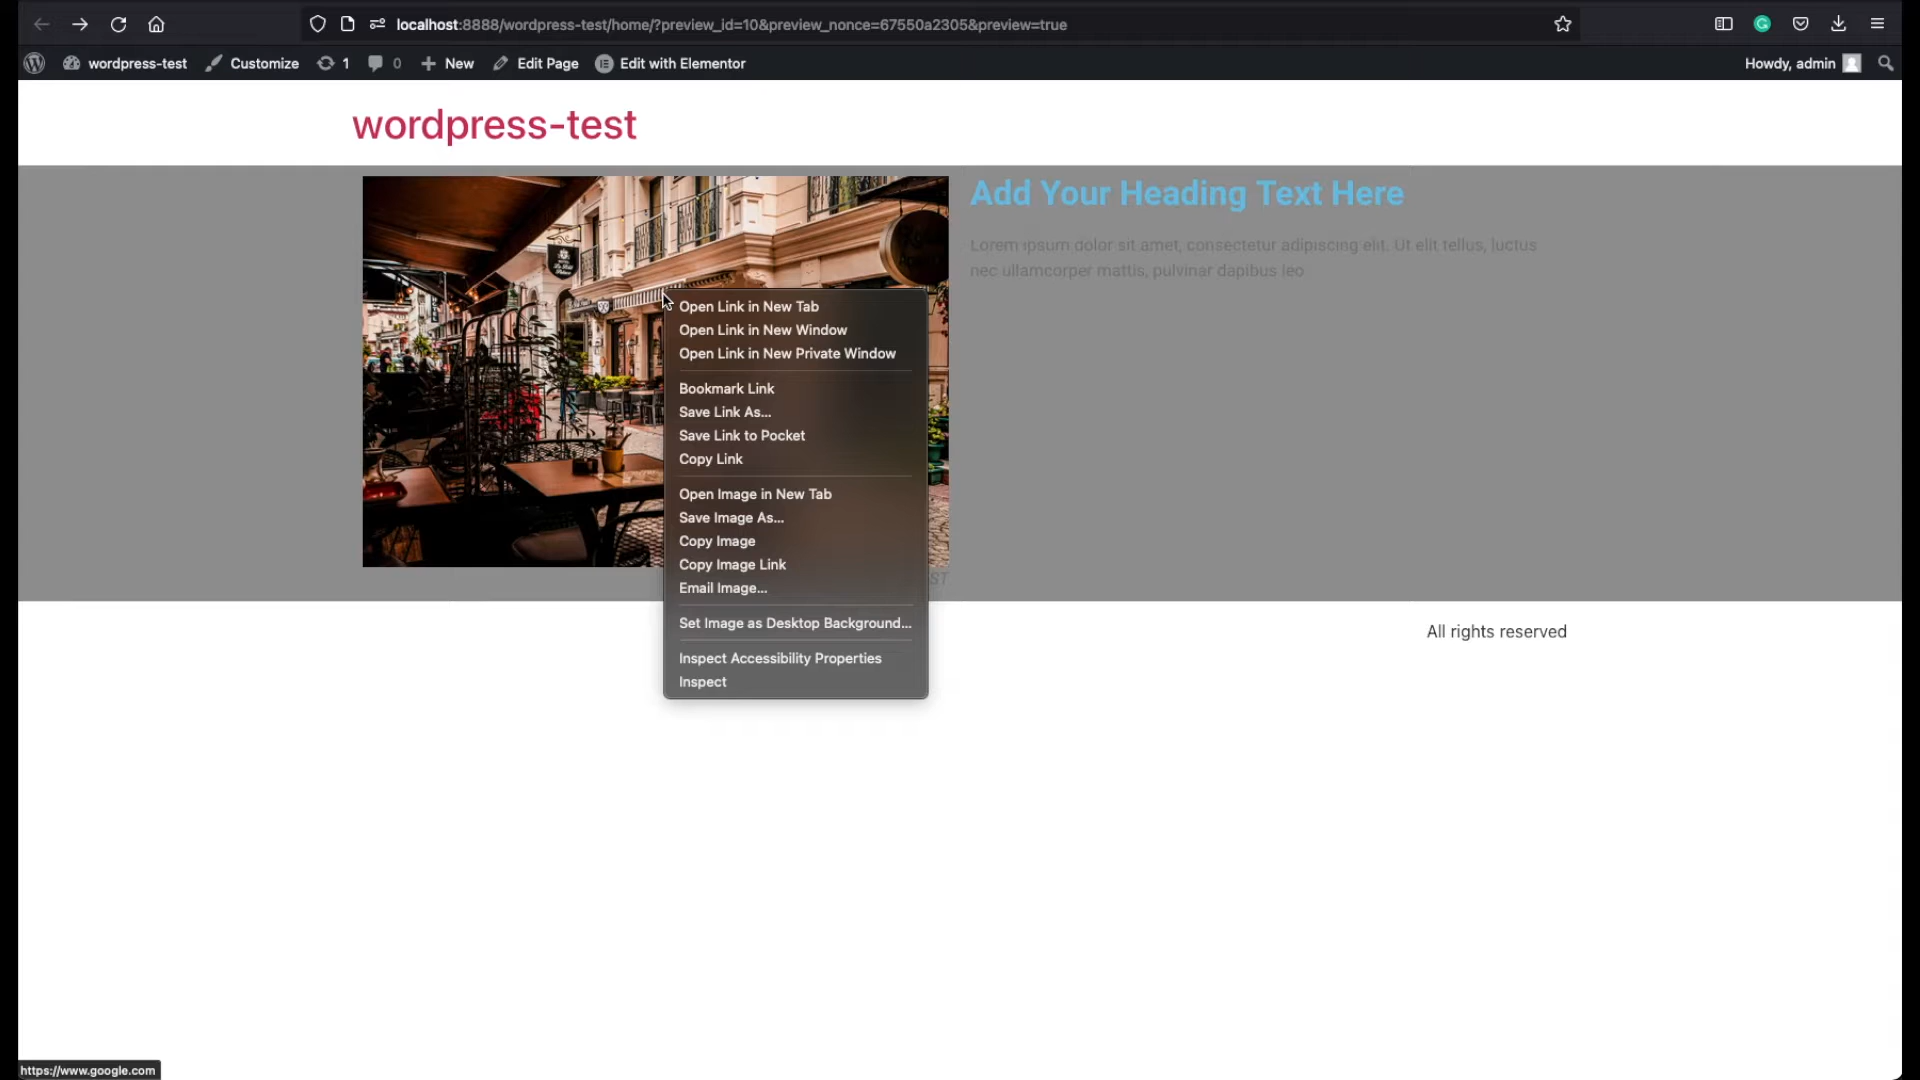 localhost:8888/wordpress-test/home/?preview_id=10&preview_nonce=67550a2305&preview=true
wordpress-test Customize 1 0 New Edit Page Edit with Elementor Howdy, admin
wordpress-test
Add Your Heading Text Here
Lorem ipsum dolor sit amet, consectetur adipiscing elit. Ut elit tellus, luctus
nec ullamcorper mattis, pulvinar dapibus leo
Open Link in New Tab
Open Link in New Window
Open Link in New Private Window
Bookmark Link
Save Link As...
Save Link to Pocket
Copy Link
Open Image in New Tab
Save Image As...
Copy Image
Copy Image Link
Email Image...
Set Image as Desktop Background...
Inspect Accessibility Properties
Inspect
All rights reserved
https://www.google.com